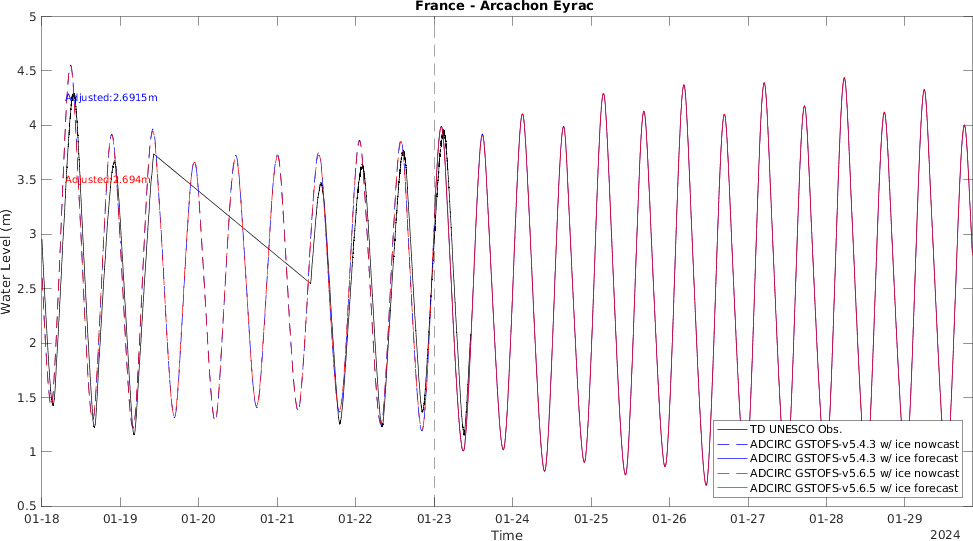 France - Arcachon Eyrac
5
4.5
4
3.5
3
2.5
2
1.5
1
0.5
Water Level (m)
Adjusted:2.6915m
Adjusted:2.694m
TD UNESCO Obs.
ADCIRC GSTOFS-v5.4.3 w/ ice nowcast
ADCIRC GSTOFS-v5.4.3 w/ ice forecast
ADCIRC GSTOFS-v5.6.5 w/ ice nowcast
ADCIRC GSTOFS-v5.6.5 w/ ice forecast
01-18 01-19 01-20 01-21 01-22 01-23 01-24 01-25 01-26 01-27 01-28 01-29
Time
2024